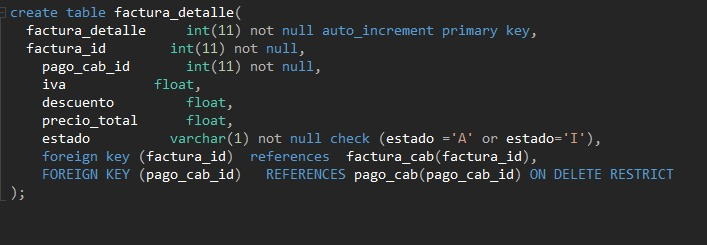 create table factura_detalle(
factura_detalle int(11) not null auto_increment primary key,
factura_id int(11) not null,
pago_cab_id int(11) not null,
iva float,
descuento float,
precio_total float,
estado varchar(1) not null check (estado ='A' or estado='I'),
foreign key (factura_id) references factura_cab(factura_id),
FOREIGN KEY (pago_cab_id) REFERENCES pago_cab(pago_cab_id) ON DELETE RESTRICT
);